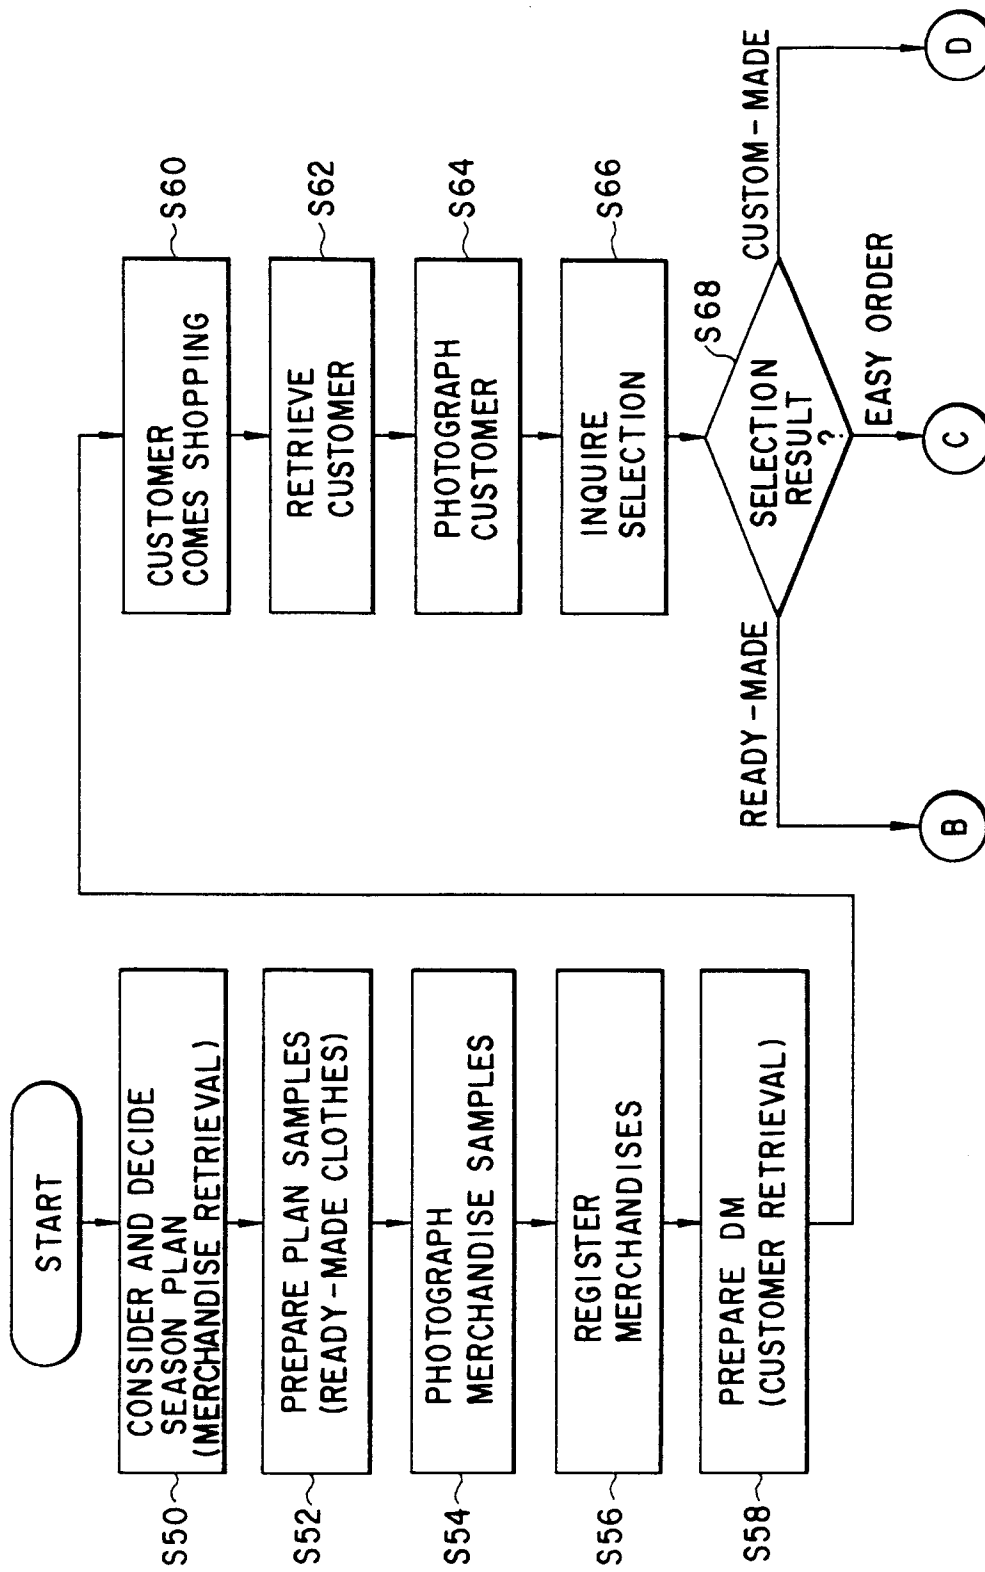 START
S50
CONSIDER AND DECIDE
SEASON PLAN
(MERCHANDISE RETRIEVAL)
S52
PREPARE PLAN SAMPLES
(READY-MADE CLOTHES)
S54
PHOTOGRAPH
MERCHANDISE SAMPLES
S56
REGISTER
MERCHANDISES
S58
PREPARE DM
(CUSTOMER RETRIEVAL)
CUSTOMER
COMES SHOPPING
S60
RETRIEVE
CUSTOMER
S62
PHOTOGRAPH
CUSTOMER
S64
INQUIRE
SELECTION
S66
S68
SELECTION
RESULT
?
READY-MADE
EASY ORDER
CUSTOM-MADE
B
C
D